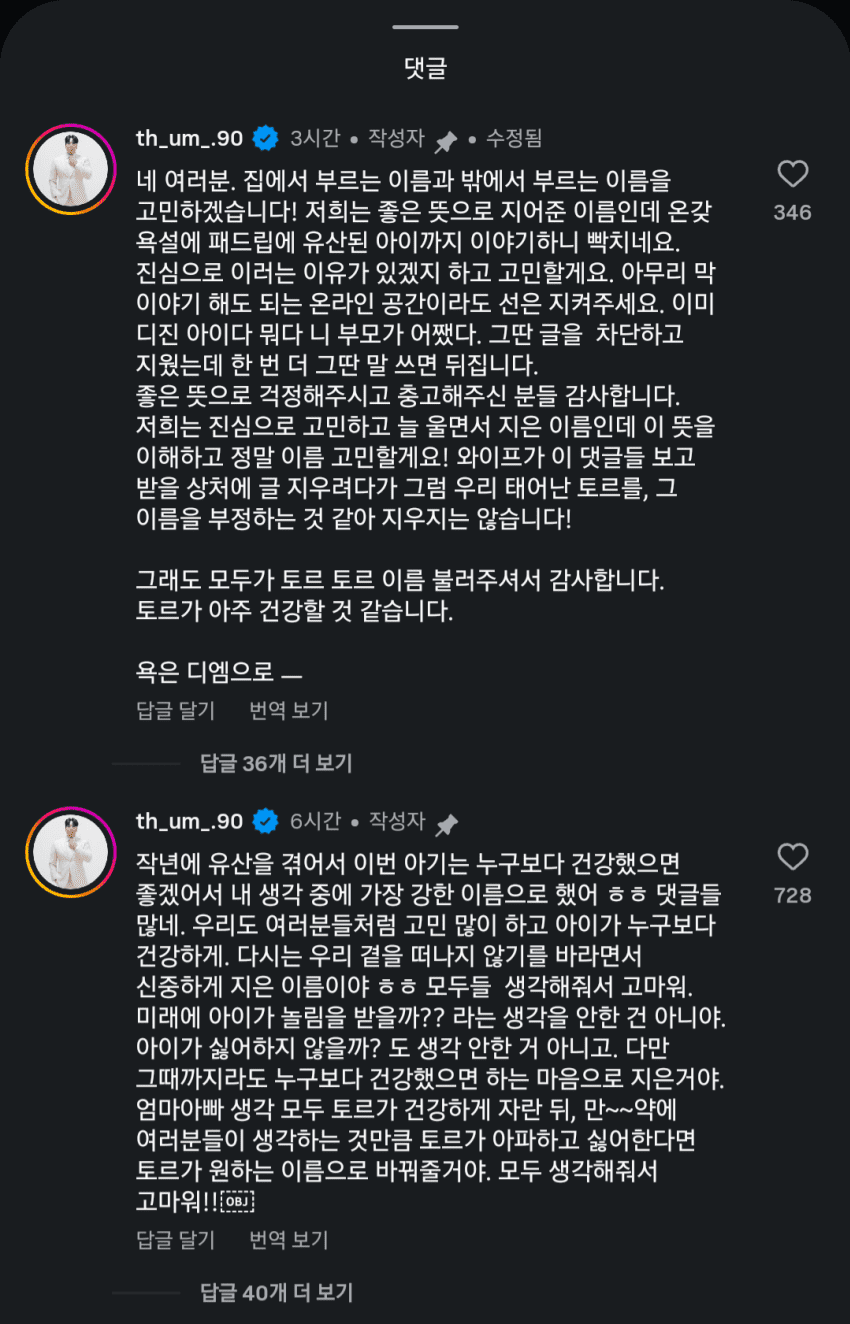 댓글
th_um_.90 3시간 • 작성자 • 수정됨
네 여러분. 집에서 부르는 이름과 밖에서 부르는 이름을
고민하겠습니다! 저희는 좋은 뜻으로 지어준 이름인데 온갖
욕설에 패드립에 유산된 아이까지 이야기하니 빡치네요.
진심으로 이러는 이유가 있겠지 하고 고민할게요. 아무리 막
이야기 해도 되는 온라인 공간이라도 선은 지켜주세요. 이미
디진 아이다 뭐다 니 부모가 어쨌다. 그딴 글을 차단하고
지웠는데 한 번 더 그딴 말 쓰면 뒤집니다.
좋은 뜻으로 걱정해주시고 충고해주신 분들 감사합니다.
저희는 진심으로 고민하고 늘 울면서 지은 이름인데 이 뜻을
이해하고 정말 이름 고민할게요! 와이프가 이 댓글들 보고
받을 상처에 글 지우려다가 그럼 우리 태어난 토르를, 그
이름을 부정하는 것 같아 지우지는 않습니다!
그래도 모두가 토르 토르 이름 불러주셔서 감사합니다.
토르가 아주 건강할 것 같습니다.
욕은 디엠으로 ㅡ
346
답글 달기 번역 보기
답글 36개 더 보기
th_um_.90 6시간 • 작성자
작년에 유산을 겪어서 이번 아기는 누구보다 건강했으면
좋겠어서 내 생각 중에 가장 강한 이름으로 했어 ㅎㅎ 댓글들
많네. 우리도 여러분들처럼 고민 많이 하고 아이가 누구보다
건강하게. 다시는 우리 곁을 떠나지 않기를 바라면서
신중하게 지은 이름이야 ㅎㅎ 모두들 생각해줘서 고마워.
미래에 아이가 놀림을 받을까?? 라는 생각을 안한 건 아니야.
아이가 싫어하지 않을까? 도 생각 안한 거 아니고. 다만
그때까지라도 누구보다 건강했으면 하는 마음으로 지은거야.
엄마아빠 생각 모두 토르가 건강하게 자란 뒤, 만~~약에
여러분들이 생각하는 것만큼 토르가 아파하고 싫어한다면
토르가 원하는 이름으로 바꿔줄거야. 모두 생각해줘서
고마워!!￼
728
답글 달기 번역 보기
답글 40개 더 보기